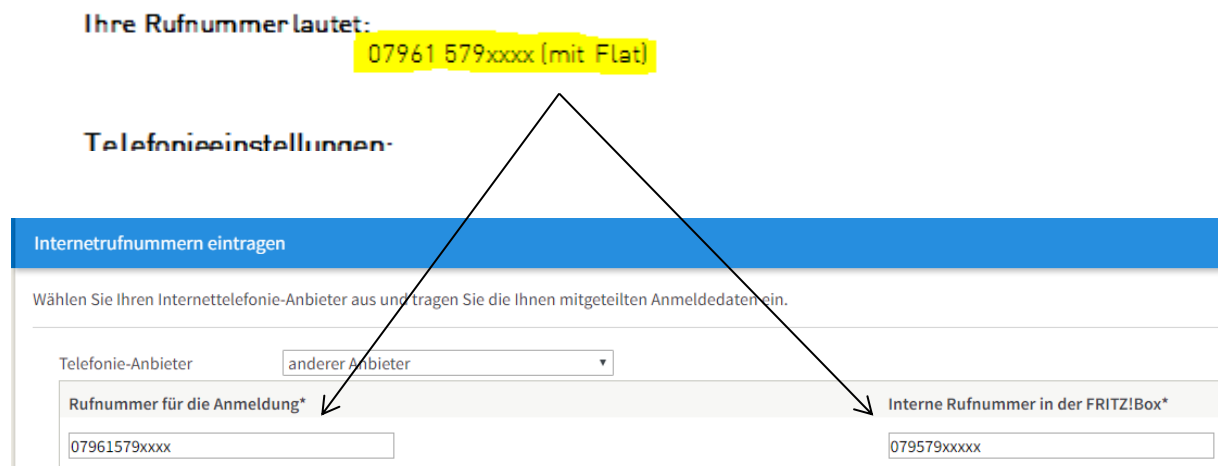 Ihre Rufnummer lautet:
07961 579xxxx (mit Flat)
Telefonieeinstellungen:
Internetrufnummern eintragen
Wählen Sie Ihren Internettelefonie-Anbieter aus und tragen Sie die Ihnen mitgeteilten Anmeldedaten ein.
Telefonie-Anbieter anderer Anbieter
Rufnummer für die Anmeldung* Interne Rufnummer in der FRITZ!Box*
07961579xxxx 079579xxxxx